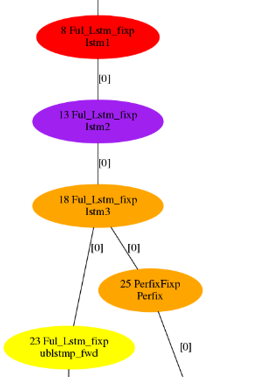 8 Ful_Lstm_fixp
lstm1
[0]
13 Ful_Lstm_fixp
lstm2
[0]
18 Ful_Lstm_fixp
lstm3
[0]
[0]
25 PerfixFixp
Perfix
23 Ful_Lstm_fixp
ublstmp_fwd
[0]